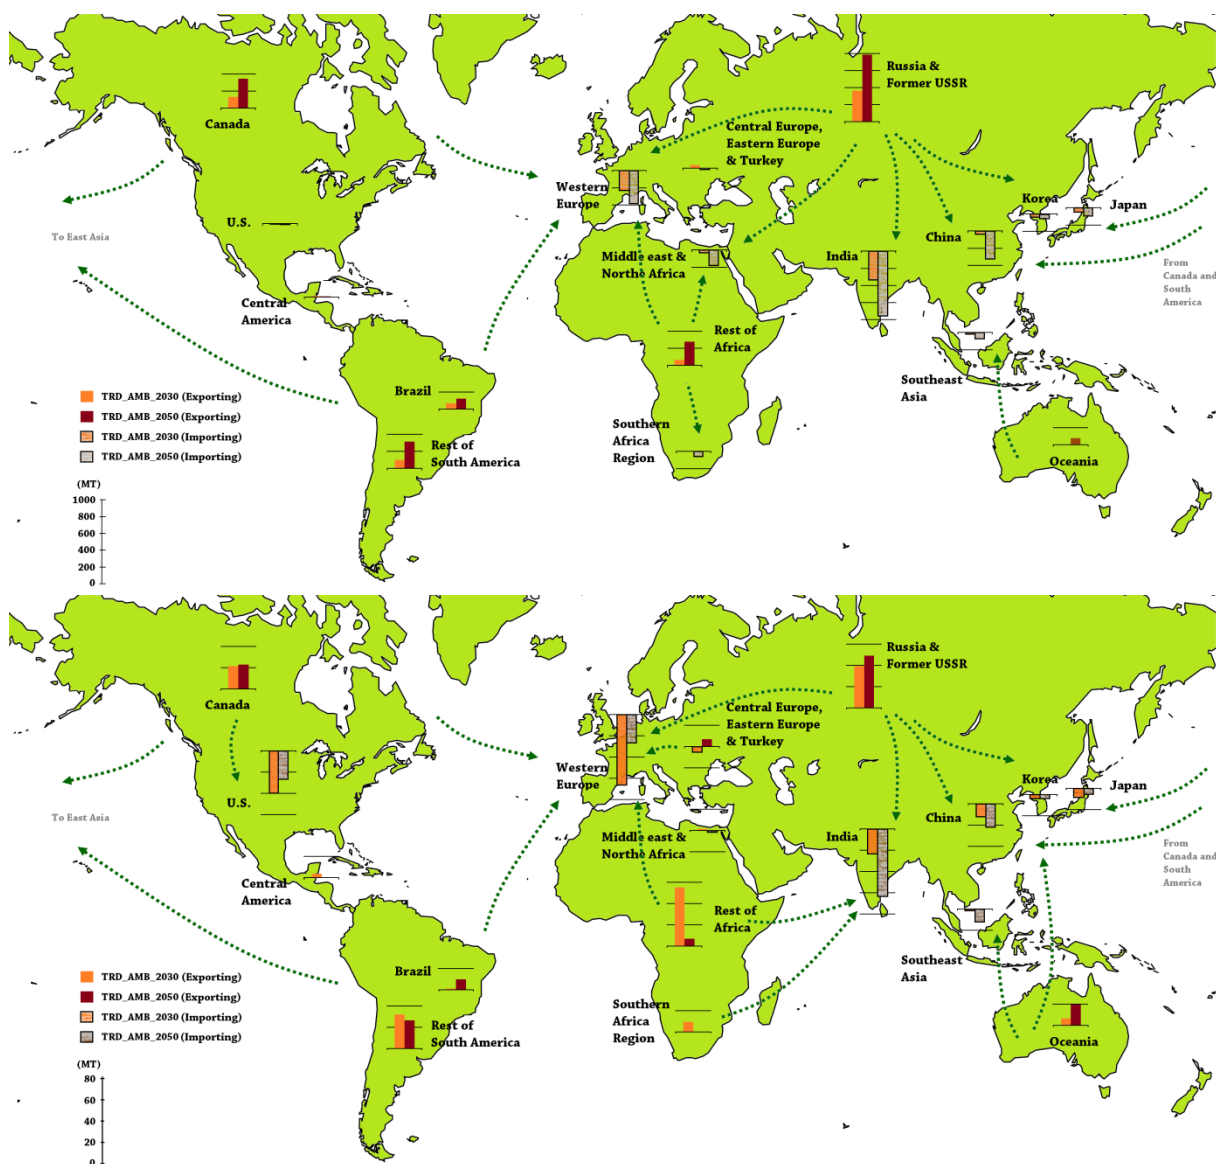 Russia &
Former USSR
Canada
Central Europe,
Eastern Europe
& Turkey
Western
Europe
Korea
Japan
U.S.
To East Asia
China
Middle east &
Northe Africa
India
From
Canada and
South
America
Central
America
Rest of
Africa
Southeast
Asia
Brazil
TRD_AMB_2030 (Exporting)
TRD_AMB_2050 (Exporting)
TRD_AMB_2030 (Importing)
TRD_AMB_2050 (Importing)
Southern
Africa
Region
Rest of
South America
Oceania
(MT)
1000
800
600
400
200
0
Russia &
Former USSR
Canada
Central Europe,
Eastern Europe
& Turkey
Western
Europe
Korea
Japan
U.S.
To East Asia
China
Middle east &
Northe Africa
India
From
Canada and
South
America
Central
America
Rest of
Africa
Southeast
Asia
Brazil
TRD_AMB_2030 (Exporting)
TRD_AMB_2050 (Exporting)
TRD_AMB_2030 (Importing)
TRD_AMB_2050 (Importing)
Southern
Africa
Region
Rest of
South America
Oceania
(MT)
80
60
40
20
0